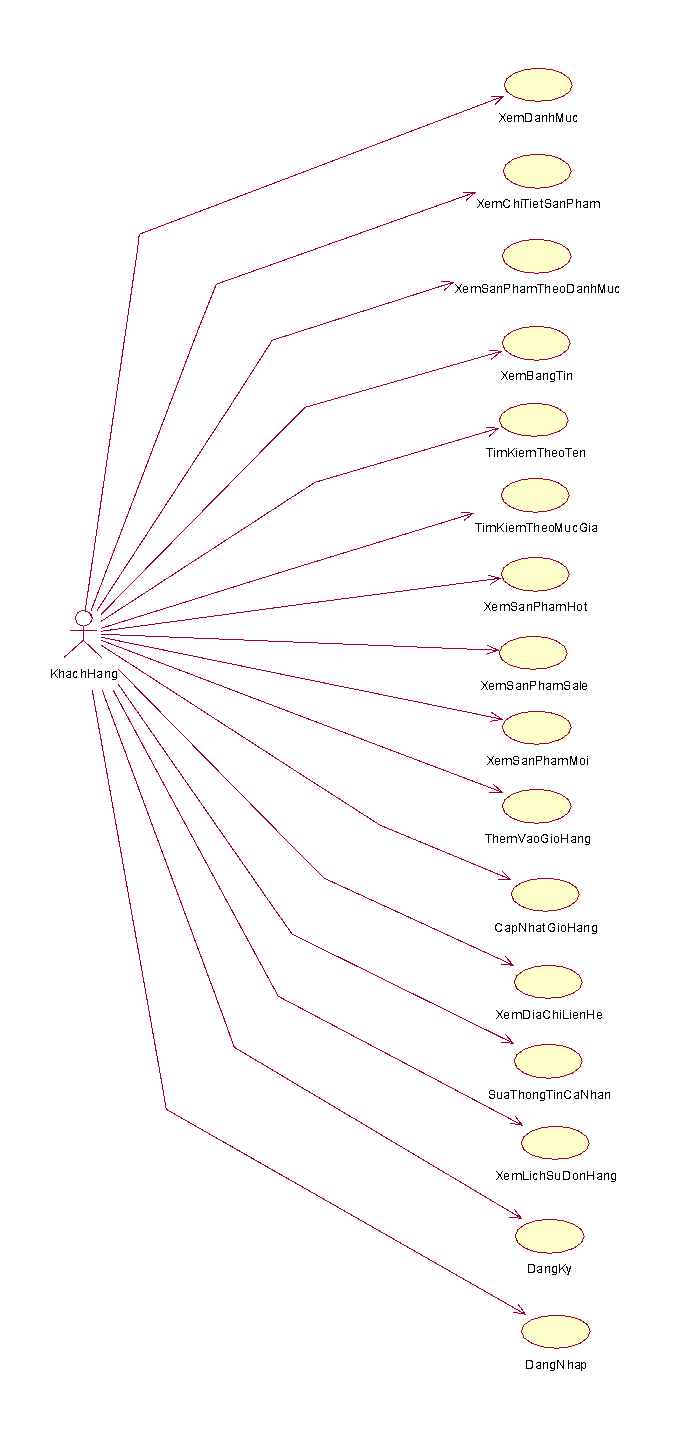 XemDanhMuc
XemChiTietSanPham
XemSanPhamTheoDanhMuc
XemBangTin
TimKiemTheoTen
TimKiemTheoMucGia
XemSanPhamHot
KhachHang
XemSanPhamSale
XemSanPhamMoi
ThemVaoGioHang
CapNhatGioHang
XemDiaChiLienHe
SuaThongTinCaNhan
XemLichSuDonHang
DangKy
DangNhap